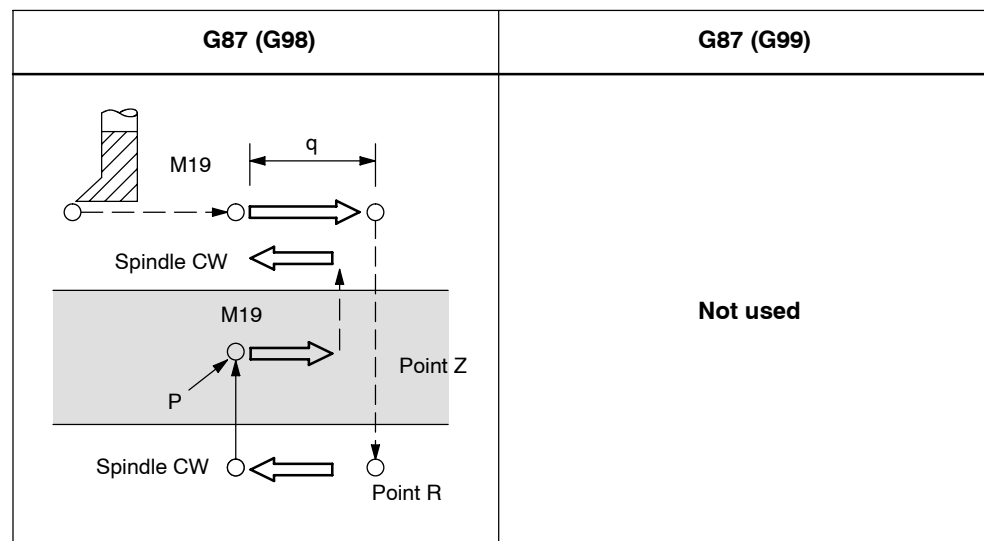 G87 (G98)
G87 (G99)
M19
q
Spindle CW
M19
Point Z
P
Spindle CW
Point R
Not used